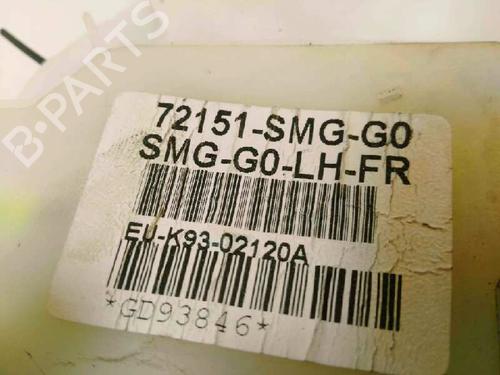 B-PARTS
72151-SMG-G0
SMG-G0-LH-FR
EU-K93-02120A
*GD93846*